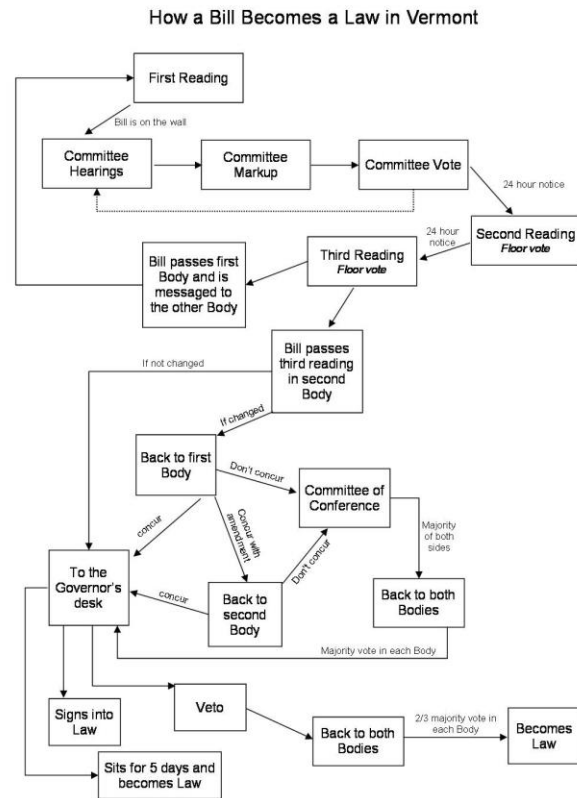 How a Bill Becomes a Law in Vermont
First Reading
Bill is on the wall
Committee
Hearings
Committee
Markup
Committee Vote
24 hour notice
Second Reading
Floor vote
24 hour
notice
Third Reading
Floor vote
Bill passes first
Body and is
messaged to
the other Body
Bill passes
third reading
in second
Body
If not changed
If changed
Back to first
Body
Don't concur
Committee of
Conference
concur
Concur with
amendment
Don't concur
Majority
of both
sides
To the
Governor's
desk
concur
Back to
second
Body
Back to both
Bodies
Majority vote in each Body
Signs into
Law
Veto
Back to both
Bodies
2/3 majority vote
in each Body
Becomes
Law
Sits for 5 days and
becomes Law